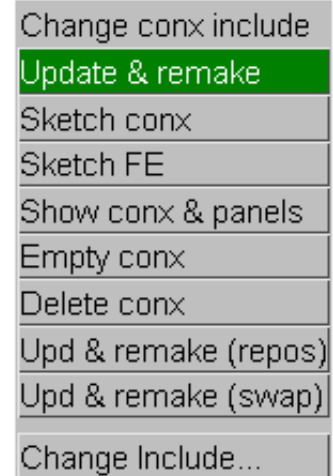 Change conx include
Update & remake
Sketch conx
Sketch FE
Show conx & panels
Empty conx
Delete conx
Upd & remake (repos)
Upd & remake (swap)
Change Include...